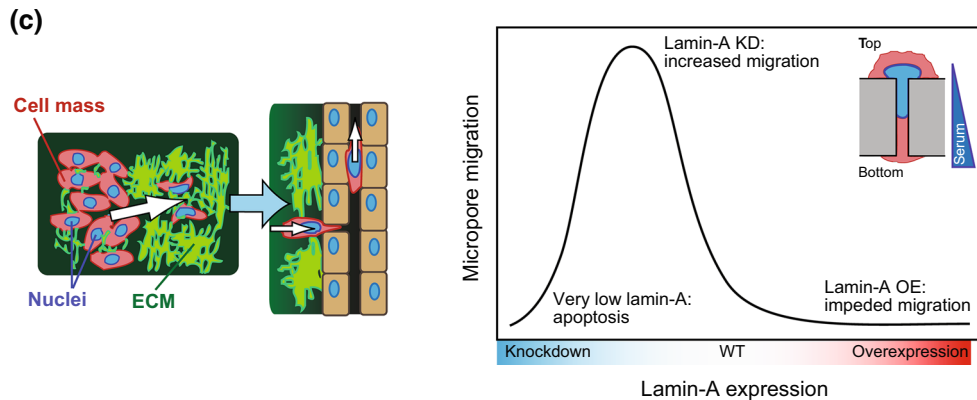 (c)
Cell mass
Nuclei
ECM
Micropore migration
Lamin-A KD:
increased migration
Top
Serum
Bottom
Very low lamin-A:
apoptosis
Lamin-A OE:
impeded migration
Knockdown
WT
Overexpression
Lamin-A expression